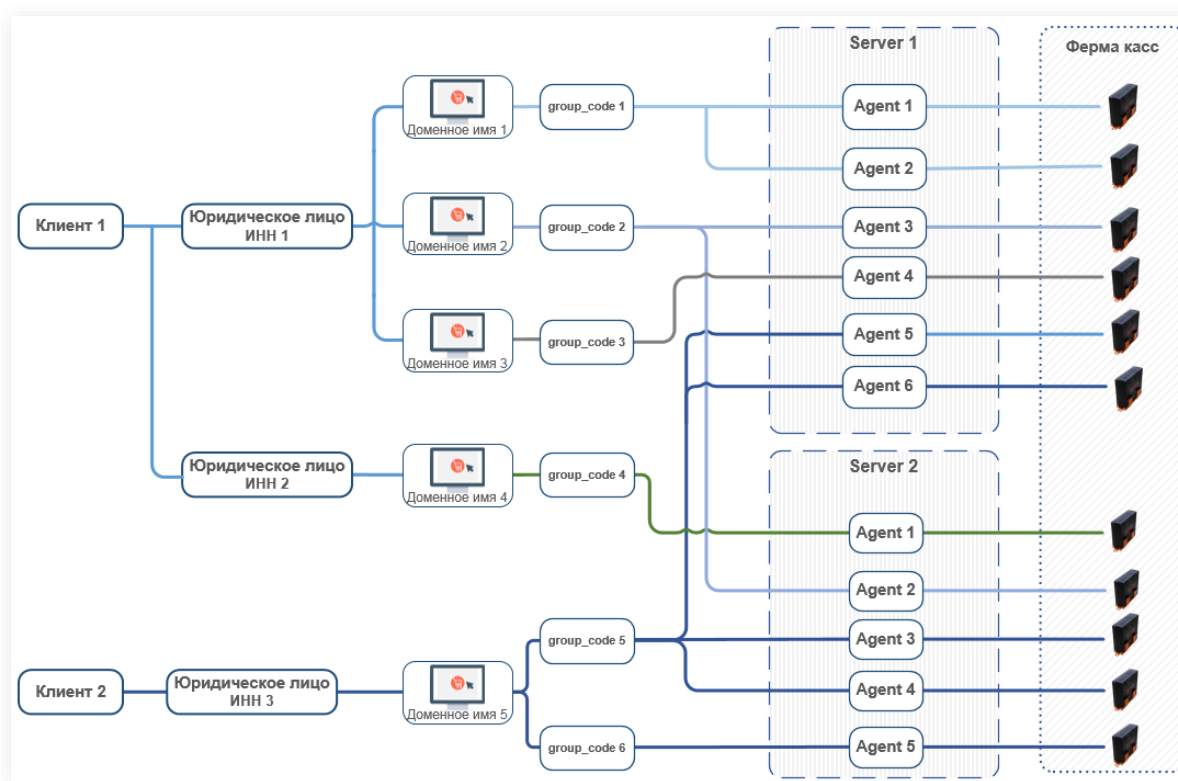 Server 1
Ферма касс
Доменное имя 1
group_code 1
Agent 1
Agent 2
Клиент 1
Юридическое лицо
ИНН 1
Доменное имя 2
group_code 2
Agent 3
Agent 4
Доменное имя 3
group_code 3
Agent 5
Agent 6
Server 2
Юридическое лицо
ИНН 2
Доменное имя 4
group_code 4
Agent 1
Agent 2
group_code 5
Agent 3
Клиент 2
Юридическое лицо
ИНН 3
Доменное имя 5
Agent 4
group_code 6
Agent 5